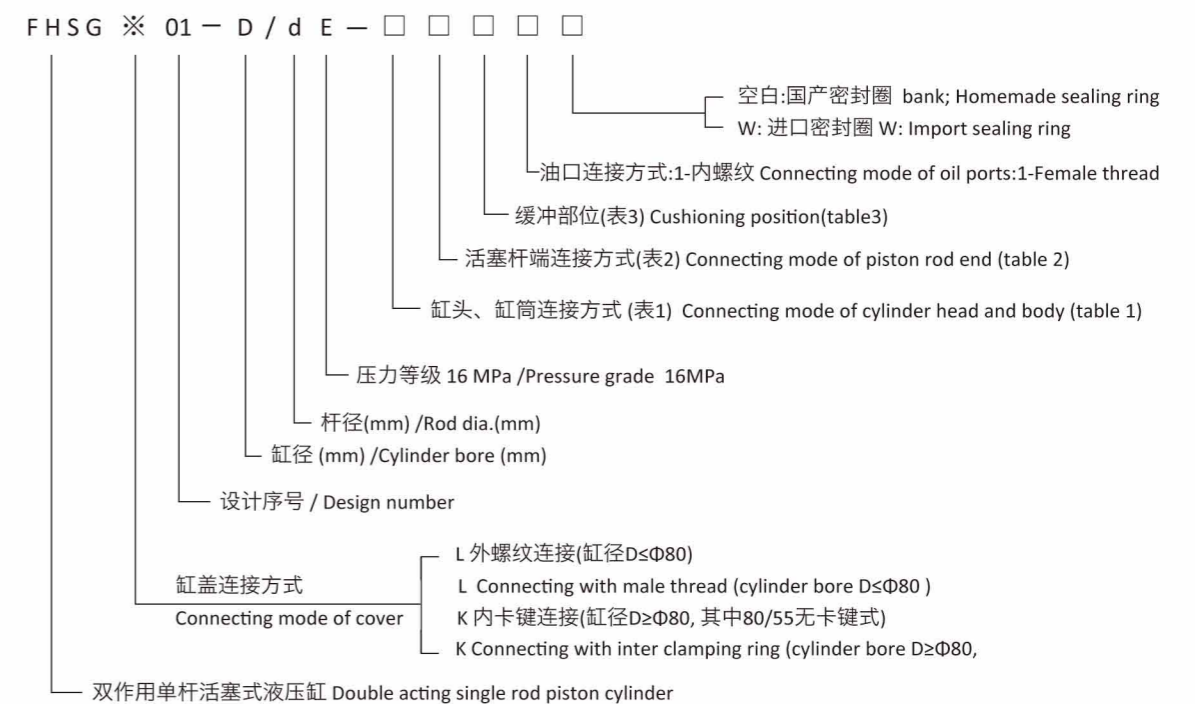 FHSG ※ 01 — D / d E — □ □ □ □ □
空白:国产密封圈 bank; Homemade sealing ring
W: 进口密封圈 W: Import sealing ring
油口连接方式:1-内螺纹 Connecting mode of oil ports:1-Female thread
缓冲部位(表3) Cushioning position(table3)
活塞杆端连接方式(表2) Connecting mode of piston rod end (table 2)
缸头、缸筒连接方式 (表1) Connecting mode of cylinder head and body (table 1)
压力等级 16 MPa /Pressure grade 16MPa
杆径(mm) /Rod dia.(mm)
缸径 (mm) /Cylinder bore (mm)
设计序号 / Design number
缸盖连接方式
Connecting mode of cover
L 外螺纹连接(缸径D≤Φ80)
L Connecting with male thread (cylinder bore D≤Φ80 )
K 内卡键连接(缸径D≥Φ80, 其中80/55无卡键式)
K Connecting with inter clamping ring (cylinder bore D≥Φ80,
双作用单杆活塞式液压缸 Double acting single rod piston cylinder